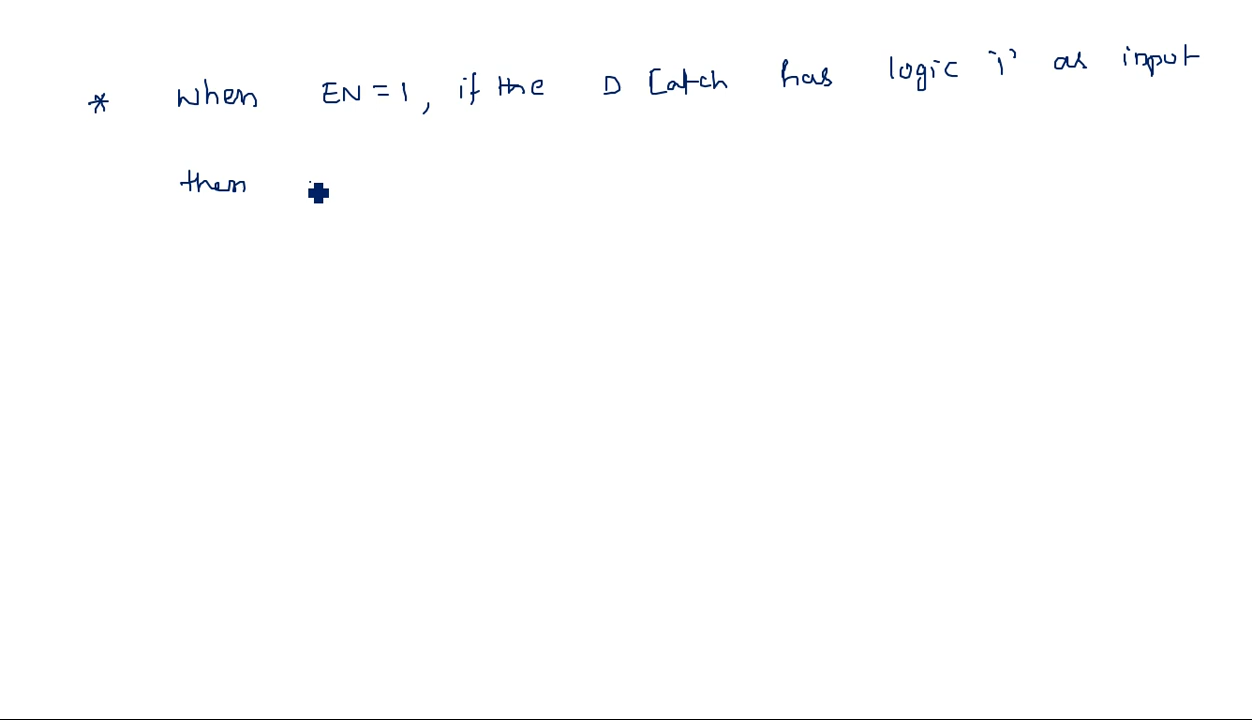 * when EN = 1, if the D Latch has logic '1' as input
then